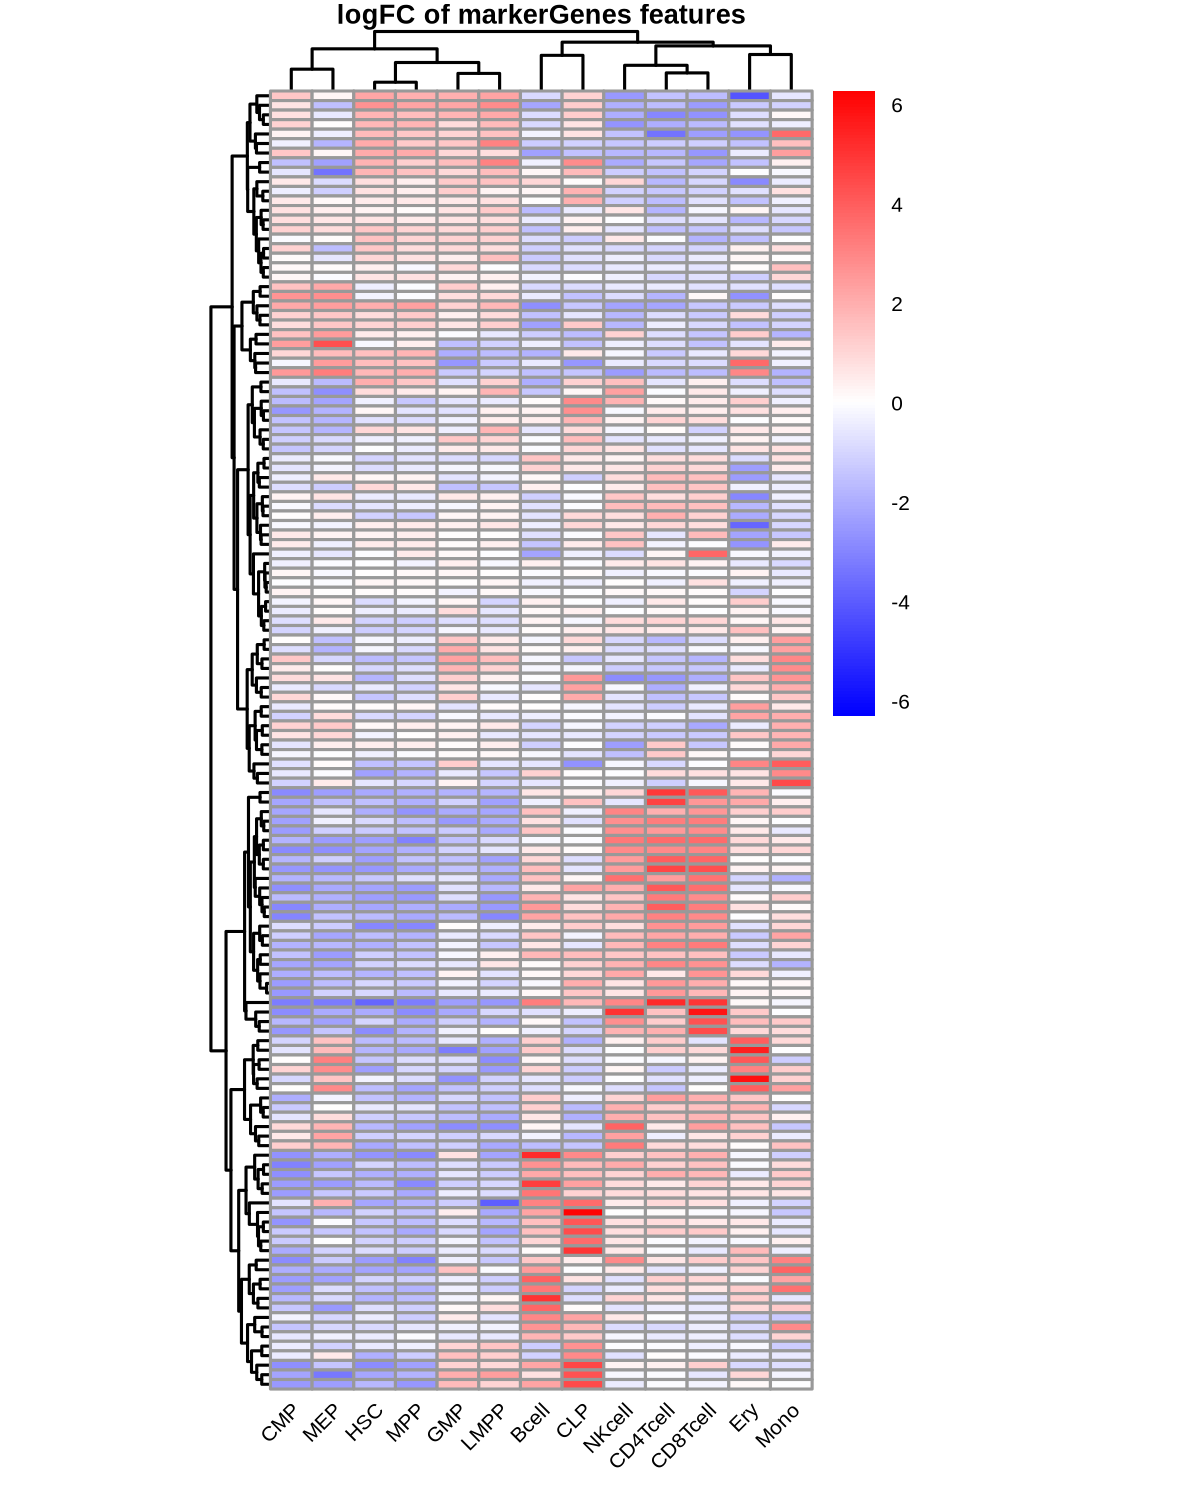 logFC of markerGenes features
6
4
2
0
-2
-4
-6
CMP
MEP
HSC
MPP
GMP
LMPP
Bcell
CLP
NKcell
CD4Tcell
CD8Tcell
Ery
Mono